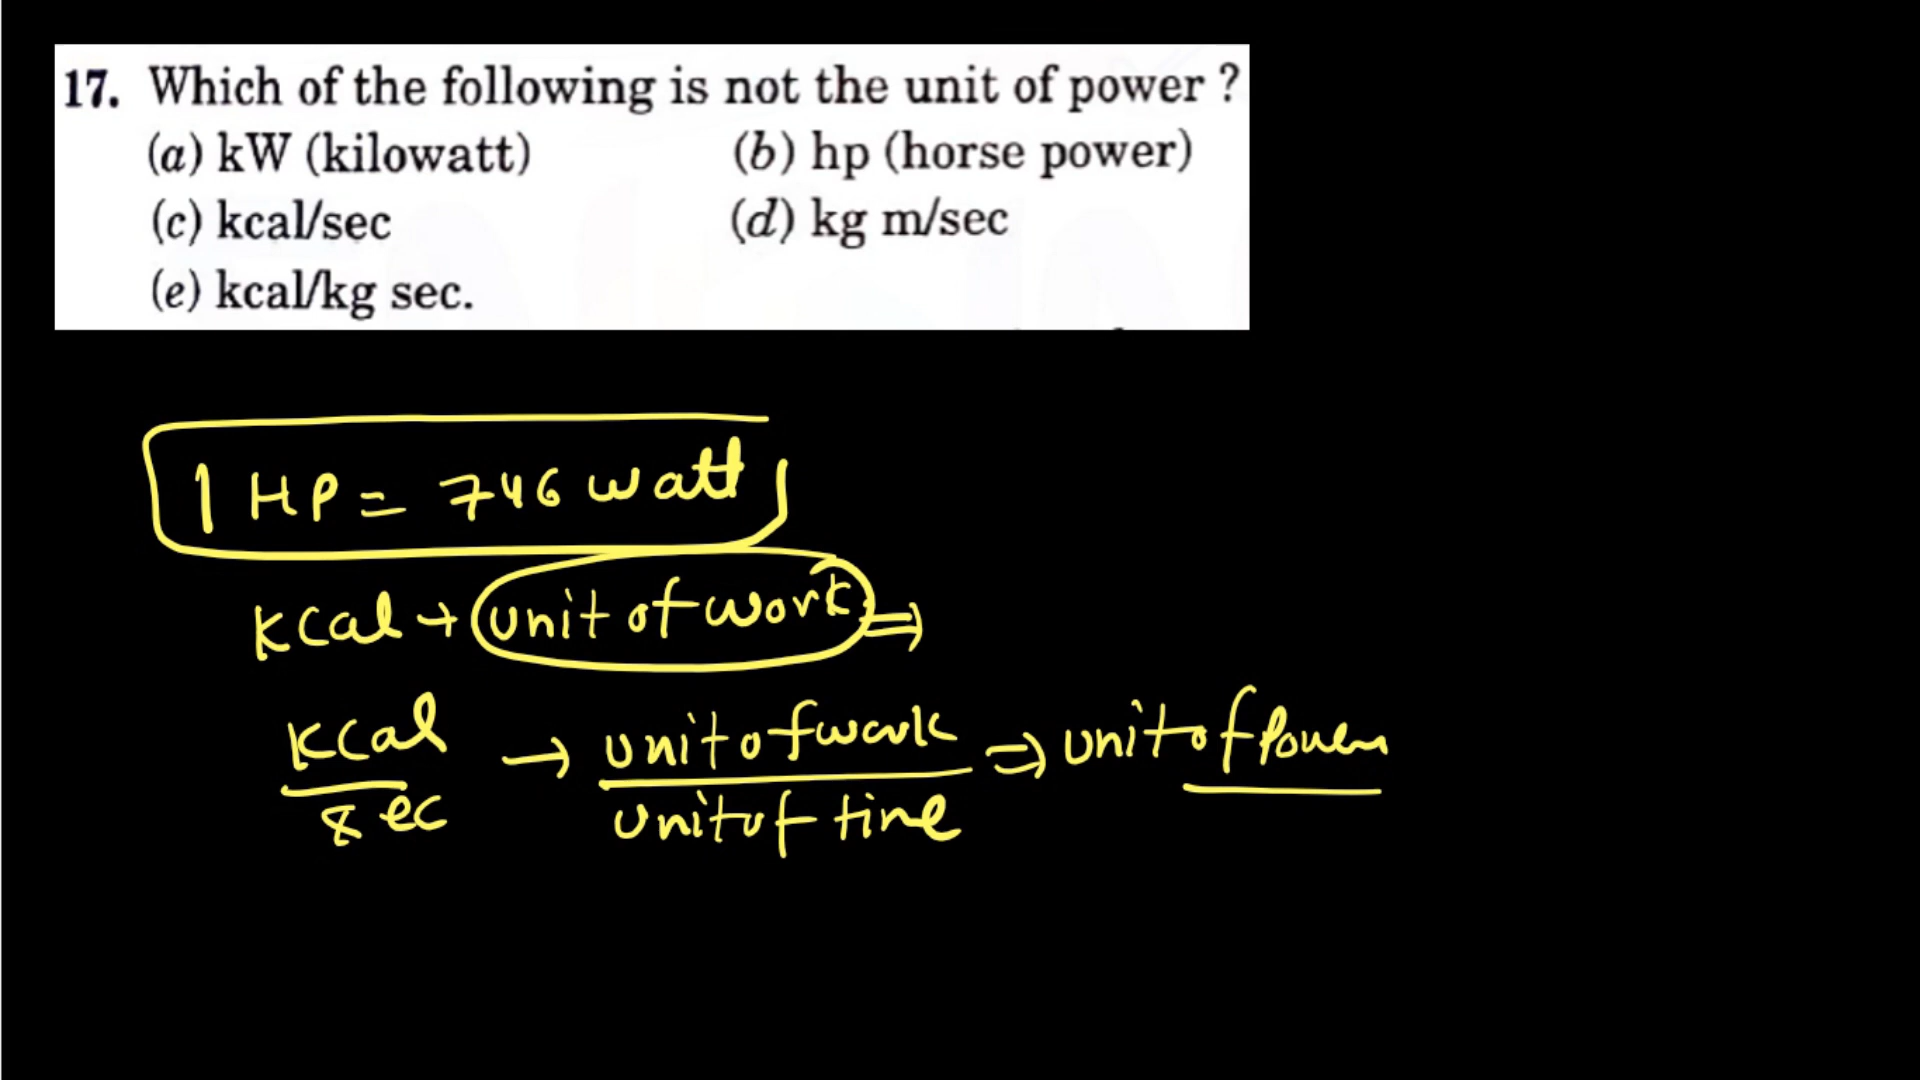 17. Which of the following is not the unit of power ?
(a) kW (kilowatt) (b) hp (horse power)
(c) kcal/sec (d) kg m/sec
(e) kcal/kg sec.
1 HP = 746 watt
kcal → unit of work ⇒
kcal/sec → unit of work/unit of time ⇒ unit of Power